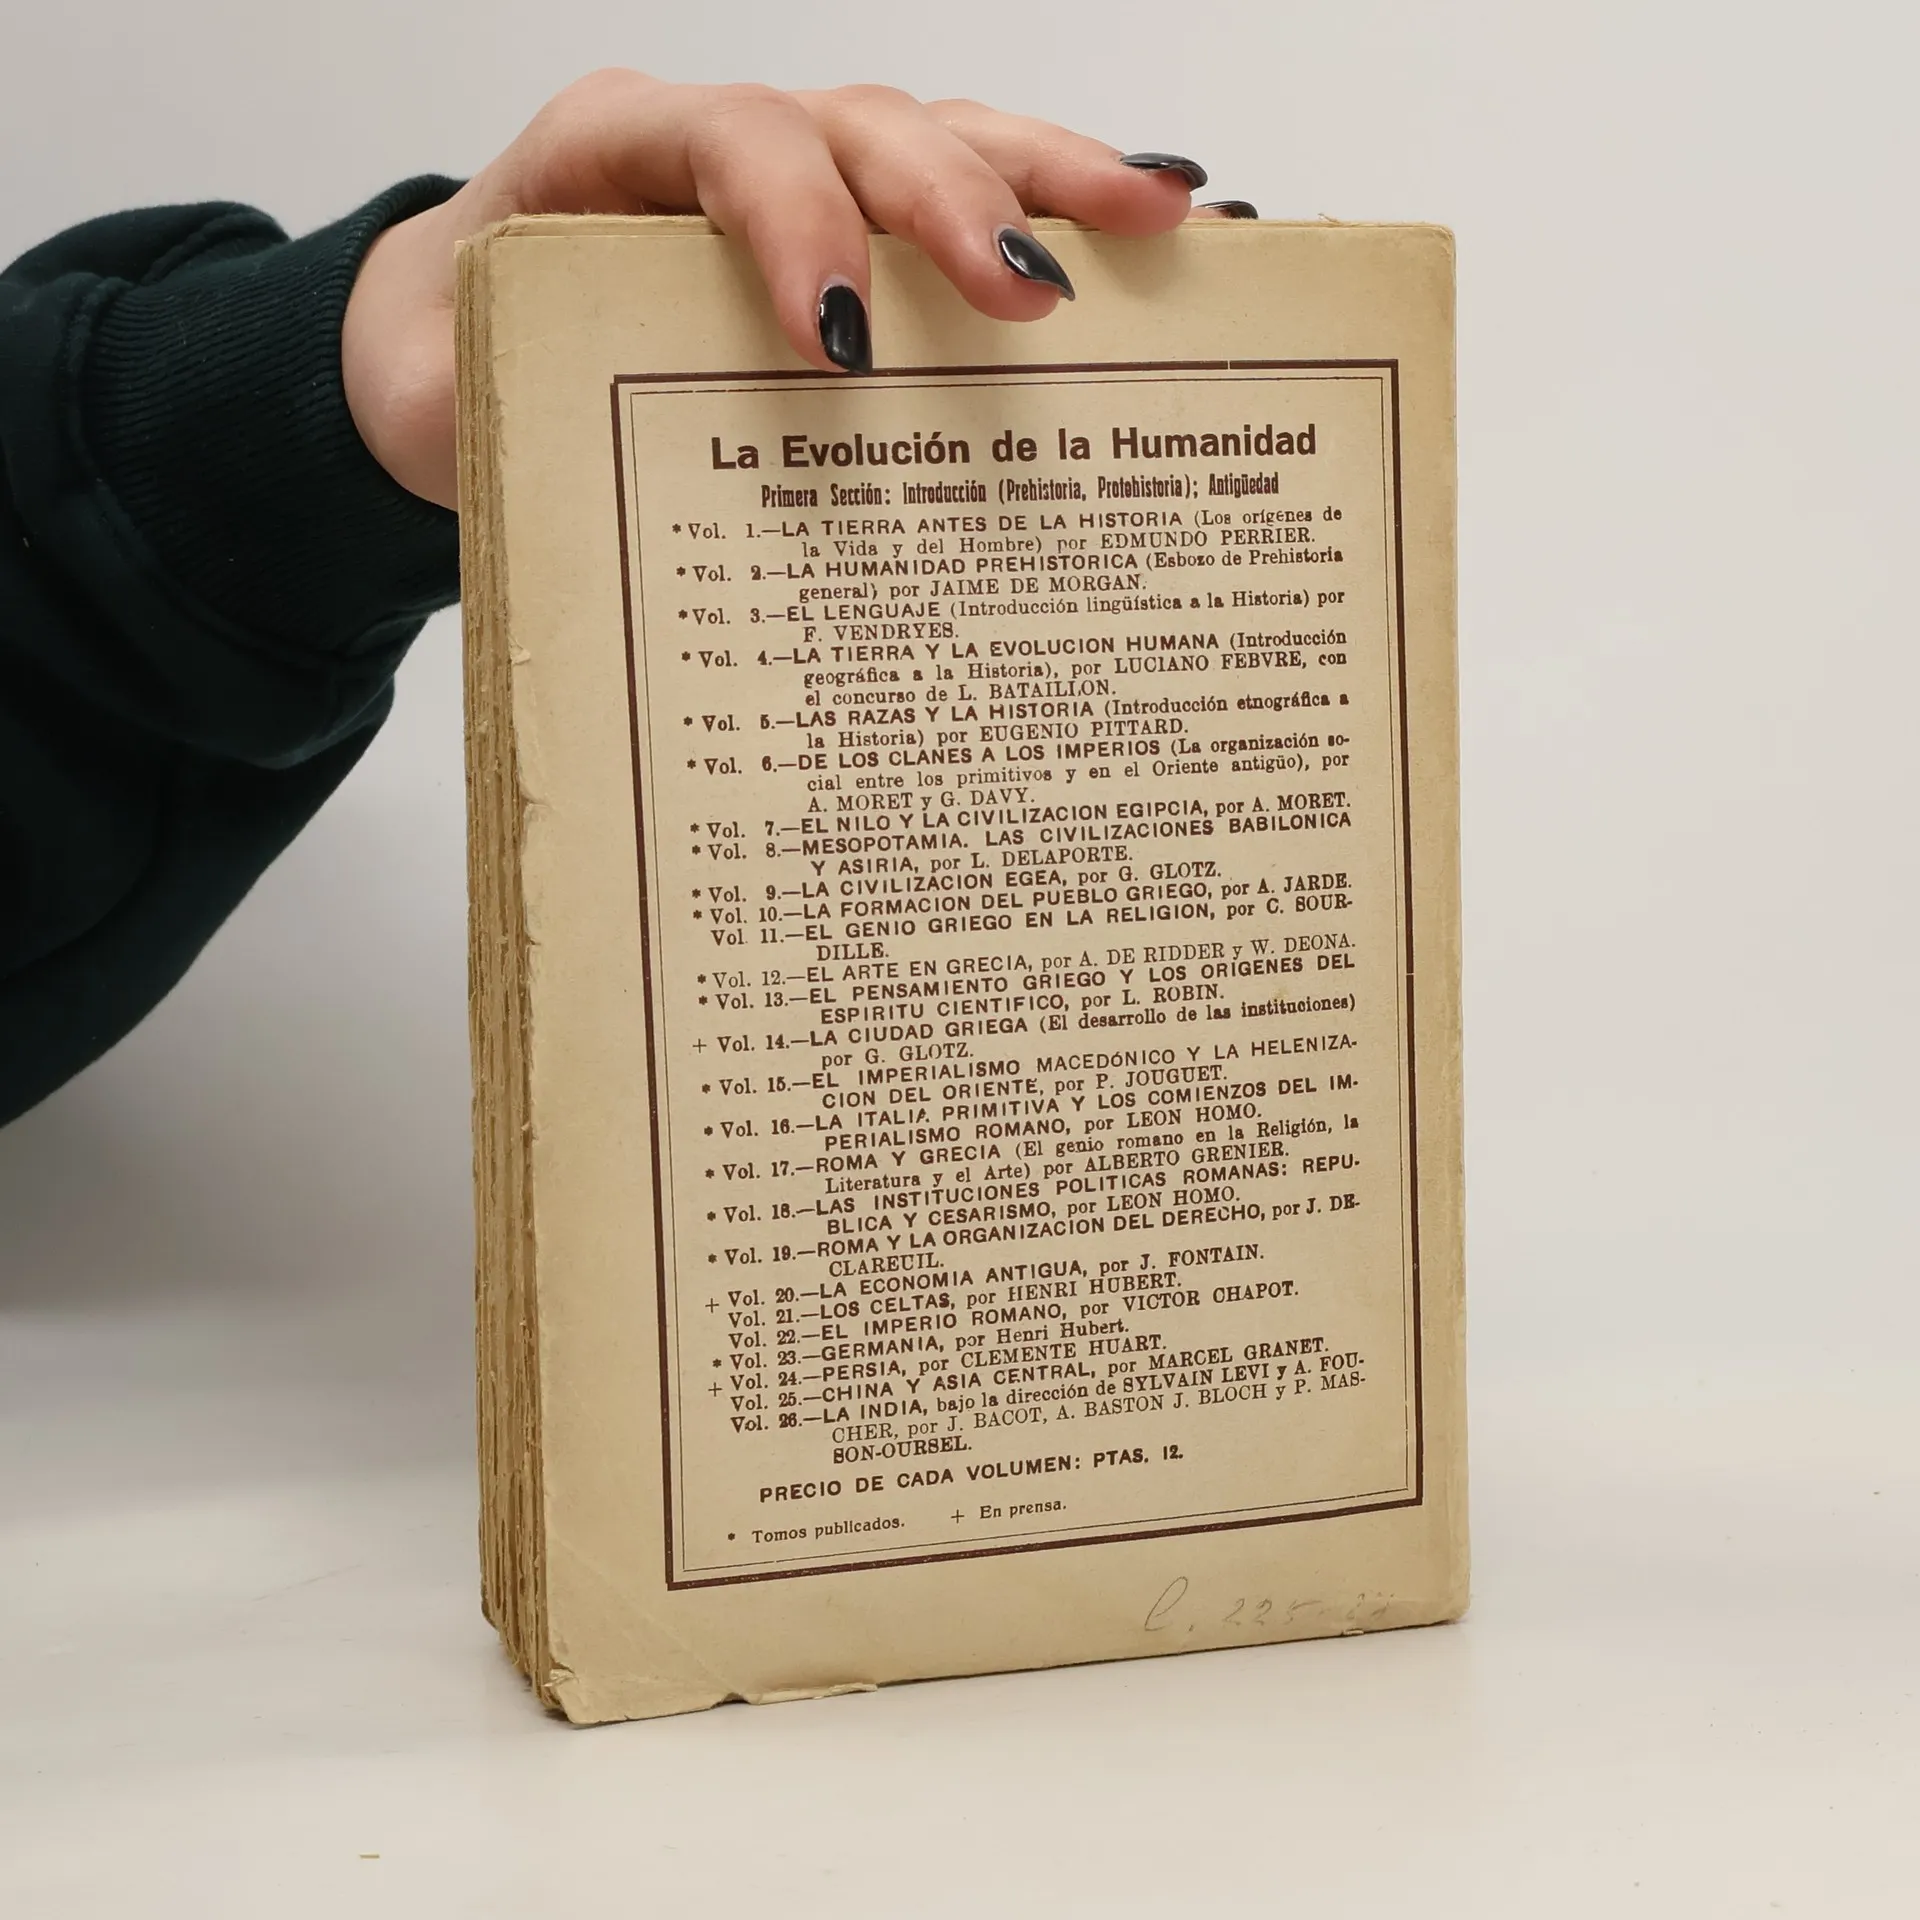 La Evolución de la Humanidad
Primera Sección: Introducción (Prehistoria, Protohistoria); Antigüedad
* Vol. 1.—LA TIERRA ANTES DE LA HISTORIA (Los orígenes de
la Vida y del Hombre) por EDMUNDO PERRIER.
* Vol. 2.—LA HUMANIDAD PREHISTORICA (Esbozo de Prehistoria
general) por JAIME DE MORGAN.
* Vol. 3.—EL LENGUAJE (Introducción lingüística a la Historia) por
F. VENDRYES.
* Vol. 4.—LA TIERRA Y LA EVOLUCION HUMANA (Introducción
geográfica a la Historia), por LUCIANO FEBVRE, con
el concurso de L. BATAILLON.
* Vol. 5.—LAS RAZAS Y LA HISTORIA (Introducción etnográfica a
la Historia) por EUGENIO PITTARD.
* Vol. 6.—DE LOS CLANES A LOS IMPERIOS (La organización so-
cial entre los primitivos y en el Oriente antigüo), por
A. MORET y G. DAVY.
* Vol. 7.—EL NILO Y LA CIVILIZACION EGIPCIA, por A. MORET.
* Vol. 8.—MESOPOTAMIA. LAS CIVILIZACIONES BABILONICA
Y ASIRIA, por L. DELAPORTE.
* Vol. 9.—LA CIVILIZACION EGEA, por G. GLOTZ.
* Vol. 10.—LA FORMACION DEL PUEBLO GRIEGO, por A. JARDE.
Vol. 11.—EL GENIO GRIEGO EN LA RELIGION, por C. SOUR-
DILLE.
* Vol. 12.—EL ARTE EN GRECIA, por A. DE RIDDER y W. DEONA.
* Vol. 13.—EL PENSAMIENTO GRIEGO Y LOS ORIGENES DEL
ESPIRITU CIENTIFICO, por L. ROBIN.
+ Vol. 14.—LA CIUDAD GRIEGA (El desarrollo de las instituciones)
por G. GLOTZ.
* Vol. 15.—EL IMPERIALISMO MACEDÓNICO Y LA HELENIZA-
CION DEL ORIENTE, por P. JOUGUET.
* Vol. 16.—LA ITALIA PRIMITIVA Y LOS COMIENZOS DEL IM-
PERIALISMO ROMANO, por LEON HOMO.
* Vol. 17.—ROMA Y GRECIA (El genio romano en la Religión, la
Literatura y el Arte) por ALBERTO GRENIER.
* Vol. 18.—LAS INSTITUCIONES POLITICAS ROMANAS: REPU-
BLICA Y CESARISMO, por LEON HOMO.
* Vol. 19.—ROMA Y LA ORGANIZACION DEL DERECHO, por J. DE-
CLAREUIL.
+ Vol. 20.—LA ECONOMIA ANTIGUA, por J. FONTAIN.
Vol. 21.—LOS CELTAS, por HENRI HUBERT.
Vol. 22.—EL IMPERIO ROMANO, por VICTOR CHAPOT.
* Vol. 23.—GERMANIA, por Henri Hubert.
+ Vol. 24.—PERSIA, por CLEMENTE HUART.
Vol. 25.—CHINA Y ASIA CENTRAL, por MARCEL GRANET.
Vol. 26.—LA INDIA, bajo la dirección de SYLVAIN LEVI y A. FOU-
CHER, por J. BACOT, A. BASTON J. BLOCH y P. MAS-
SON-OURSEL.
PRECIO DE CADA VOLUMEN: PTAS. 12.
* Tomos publicados. + En prensa.